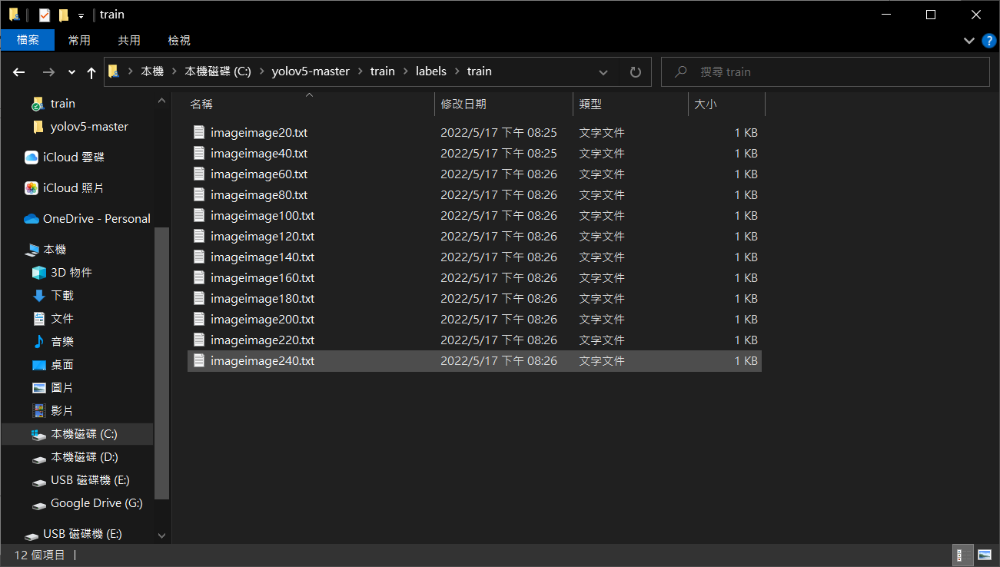 train
檔案 常用 共用 檢視
本機 本機磁碟 (C:) yolov5-master train labels train 搜尋 train
train
yolov5-master
iCloud 雲碟
iCloud 照片
OneDrive - Personal
本機
3D 物件
下載
文件
音樂
桌面
圖片
影片
本機磁碟 (C:)
本機磁碟 (D:)
USB 磁碟機 (E:)
Google Drive (G:)
USB 磁碟機 (E:)
名稱 修改日期 類型 大小
imageimage20.txt 2022/5/17 下午 08:25 文字文件 1 KB
imageimage40.txt 2022/5/17 下午 08:25 文字文件 1 KB
imageimage60.txt 2022/5/17 下午 08:26 文字文件 1 KB
imageimage80.txt 2022/5/17 下午 08:26 文字文件 1 KB
imageimage100.txt 2022/5/17 下午 08:26 文字文件 1 KB
imageimage120.txt 2022/5/17 下午 08:26 文字文件 1 KB
imageimage140.txt 2022/5/17 下午 08:26 文字文件 1 KB
imageimage160.txt 2022/5/17 下午 08:26 文字文件 1 KB
imageimage180.txt 2022/5/17 下午 08:26 文字文件 1 KB
imageimage200.txt 2022/5/17 下午 08:26 文字文件 1 KB
imageimage220.txt 2022/5/17 下午 08:26 文字文件 1 KB
imageimage240.txt 2022/5/17 下午 08:26 文字文件 1 KB
12 個項目